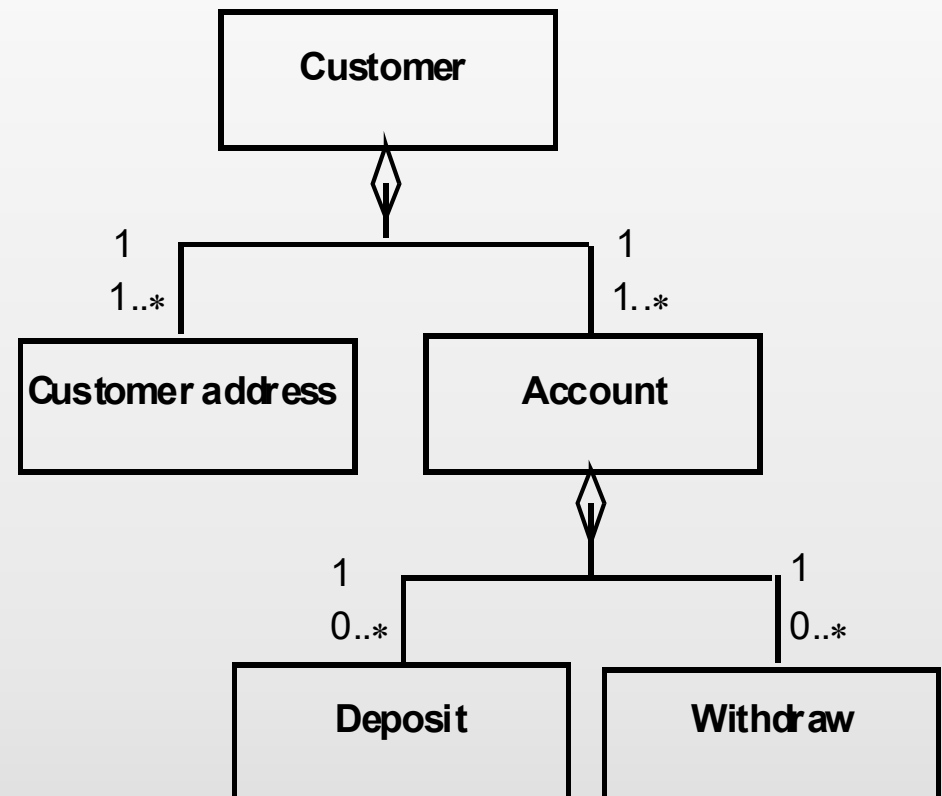 Customer
1 1
1..* 1..*
Customer address Account
1 1
0..* 0..*
Deposit Withdraw